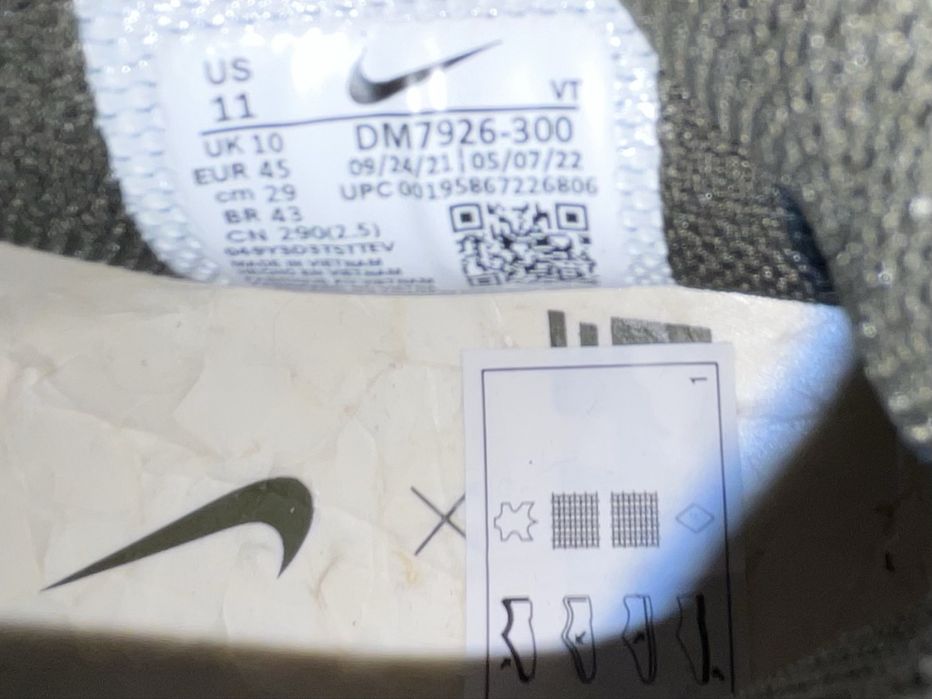 US
11
VT
UK 10
DM7926-300
EUR 45
09/24/21 | 05/07/22
cm 29
UPC 00195867226806
BR 43
CN 290(2.5)
MADE IN VIETNAM
1